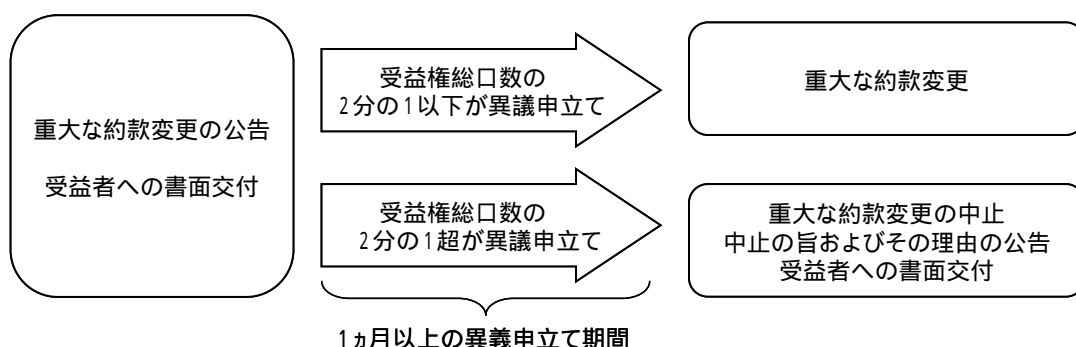 重大な約款変更の公告
受益者への書面交付
受益権総口数の
2分の1以下が異議申立て
重大な約款変更
受益権総口数の
2分の1超が異議申立て
重大な約款変更の中止
中止の旨およびその理由の公告
受益者への書面交付
1ヵ月以上の異義申立て期間